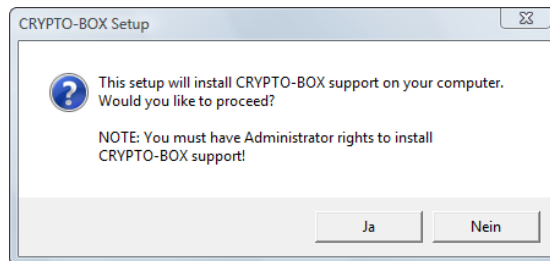 CRYPTO-BOX Setup
This setup will install CRYPTO-BOX support on your computer.
Would you like to proceed?
NOTE: You must have Administrator rights to install
CRYPTO-BOX support!
Ja
Nein